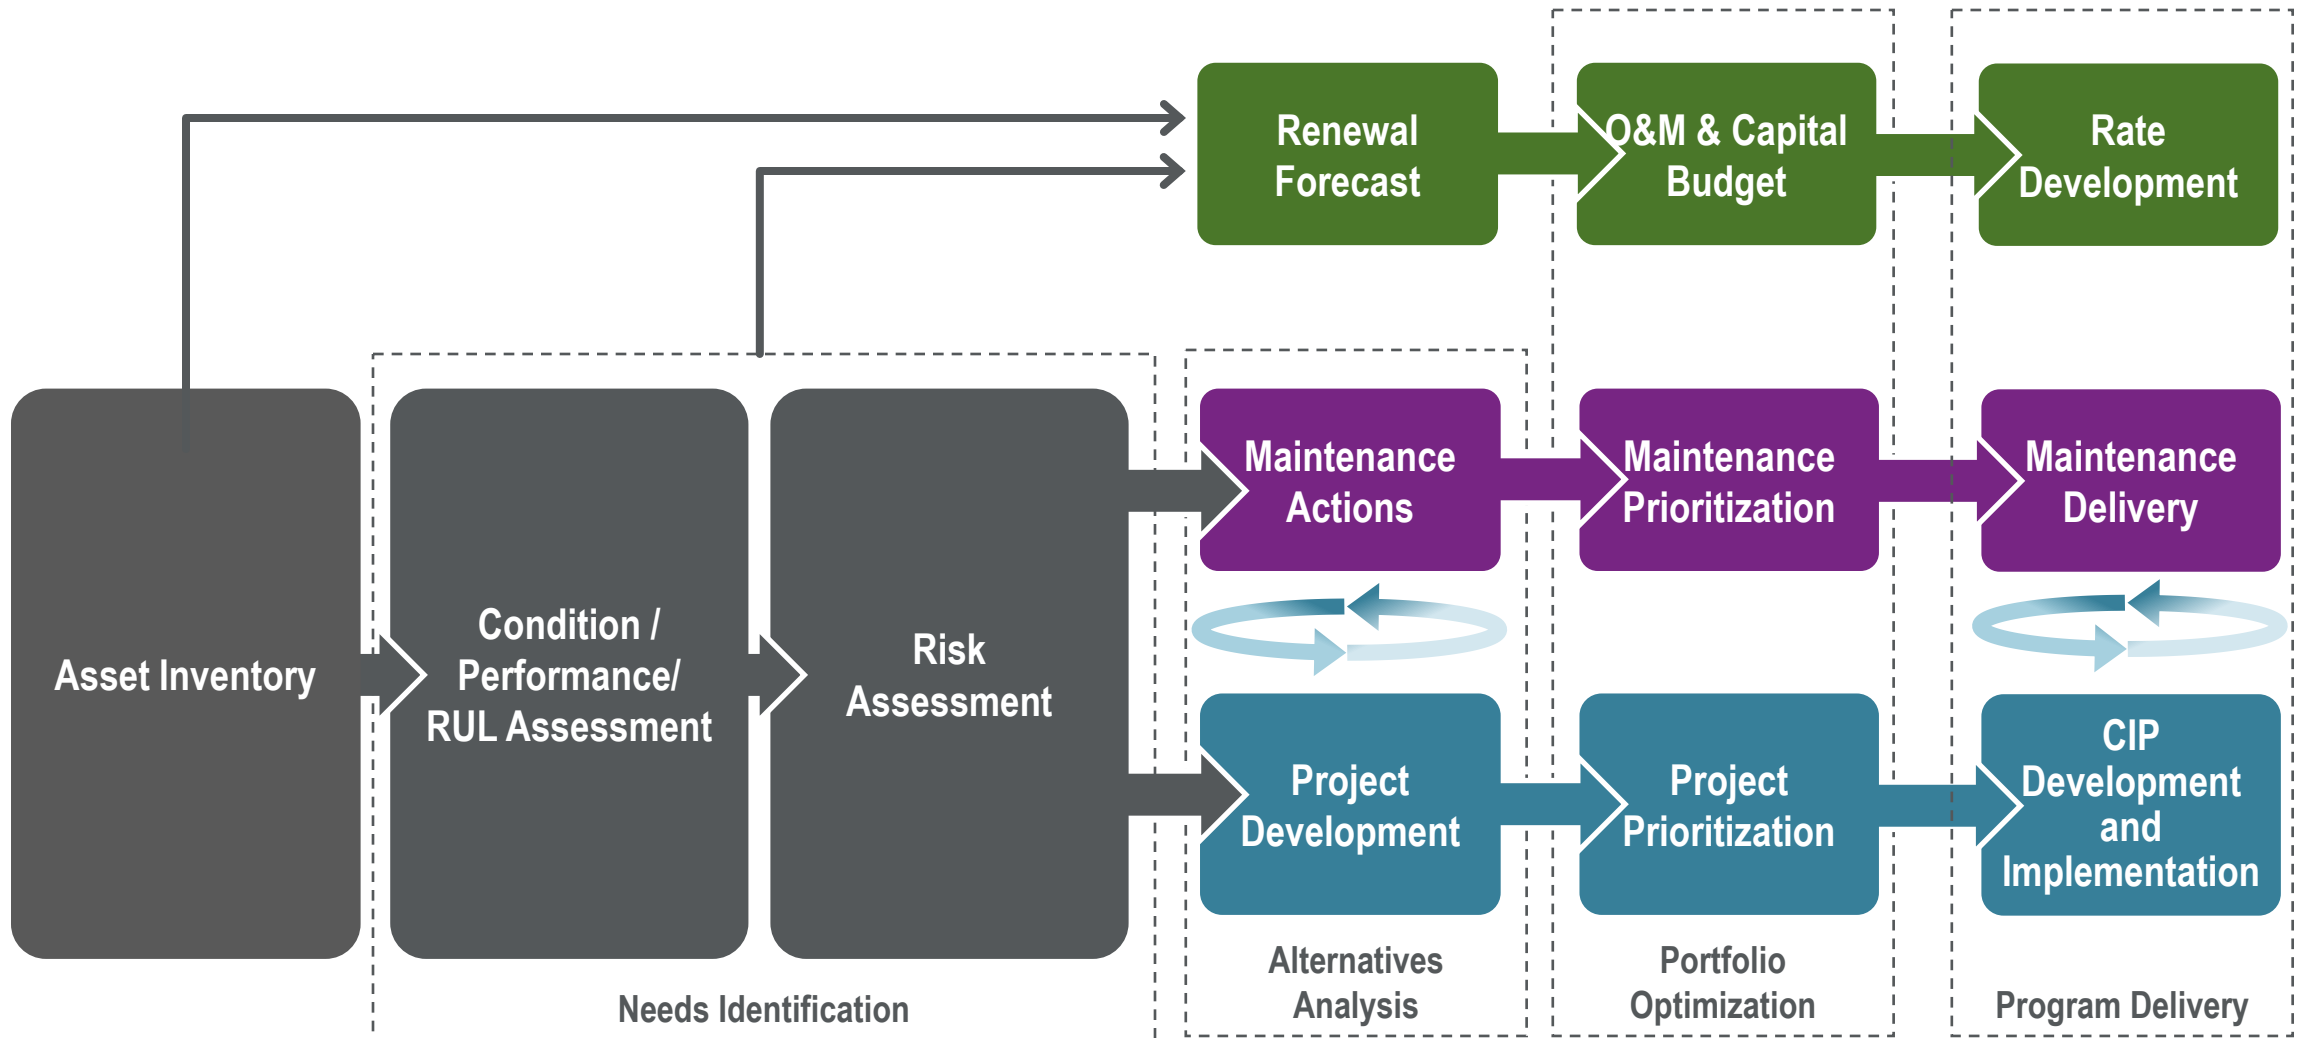 Renewal
Forecast
O&M & Capital
Budget
Rate
Development
Asset Inventory
Condition /
Performance/
RUL Assessment
Risk
Assessment
Maintenance
Actions
Maintenance
Prioritization
Maintenance
Delivery
Project
Development
Project
Prioritization
CIP
Development
and
Implementation
Needs Identification
Alternatives
Analysis
Portfolio
Optimization
Program Delivery